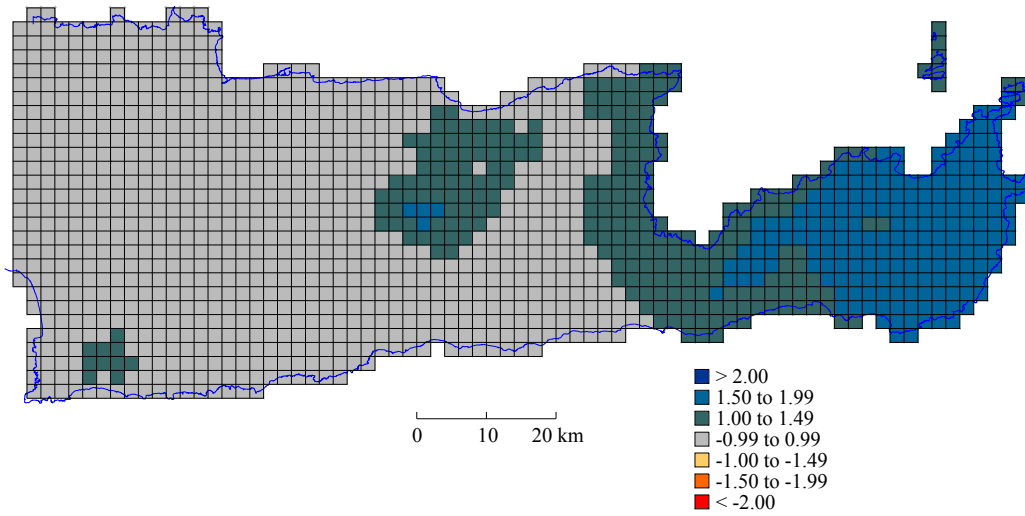 > 2.00
1.50 to 1.99
1.00 to 1.49
-0.99 to 0.99
-1.00 to -1.49
-1.50 to -1.99
< -2.00
0 10 20 km